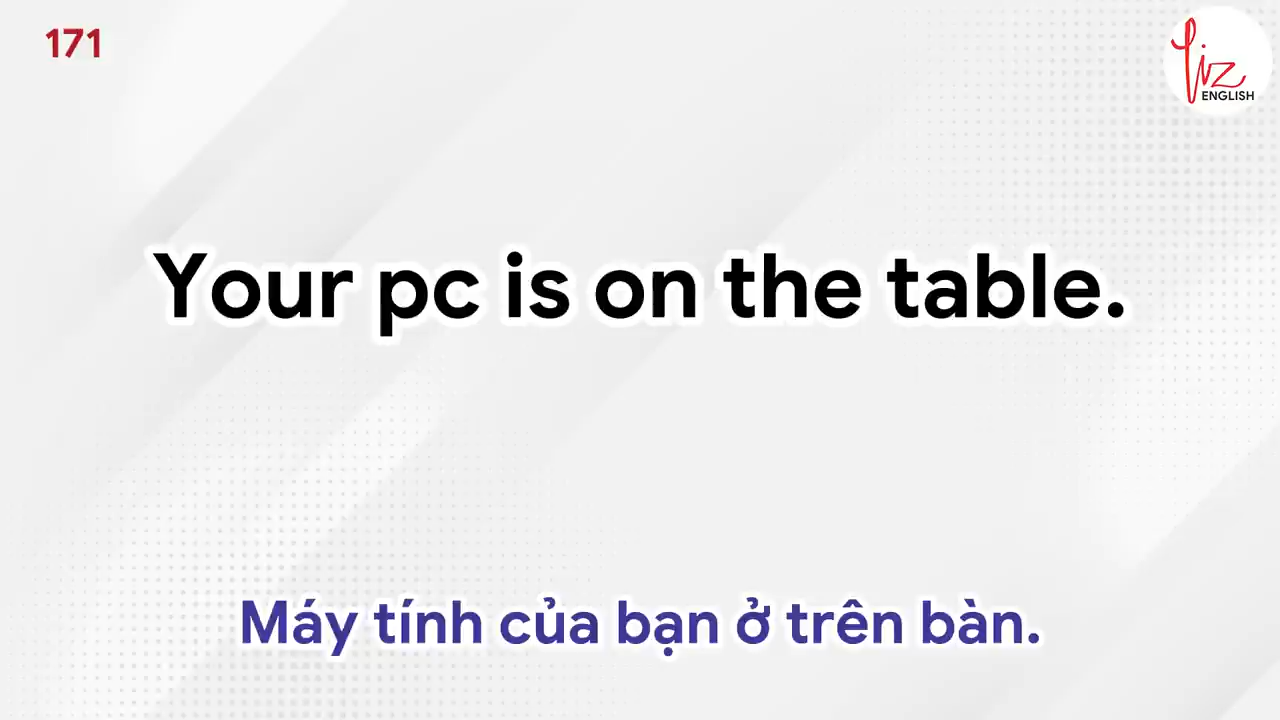 171
Liz
ENGLISH
Your pc is on the table.
Máy tính của bạn ở trên bàn.